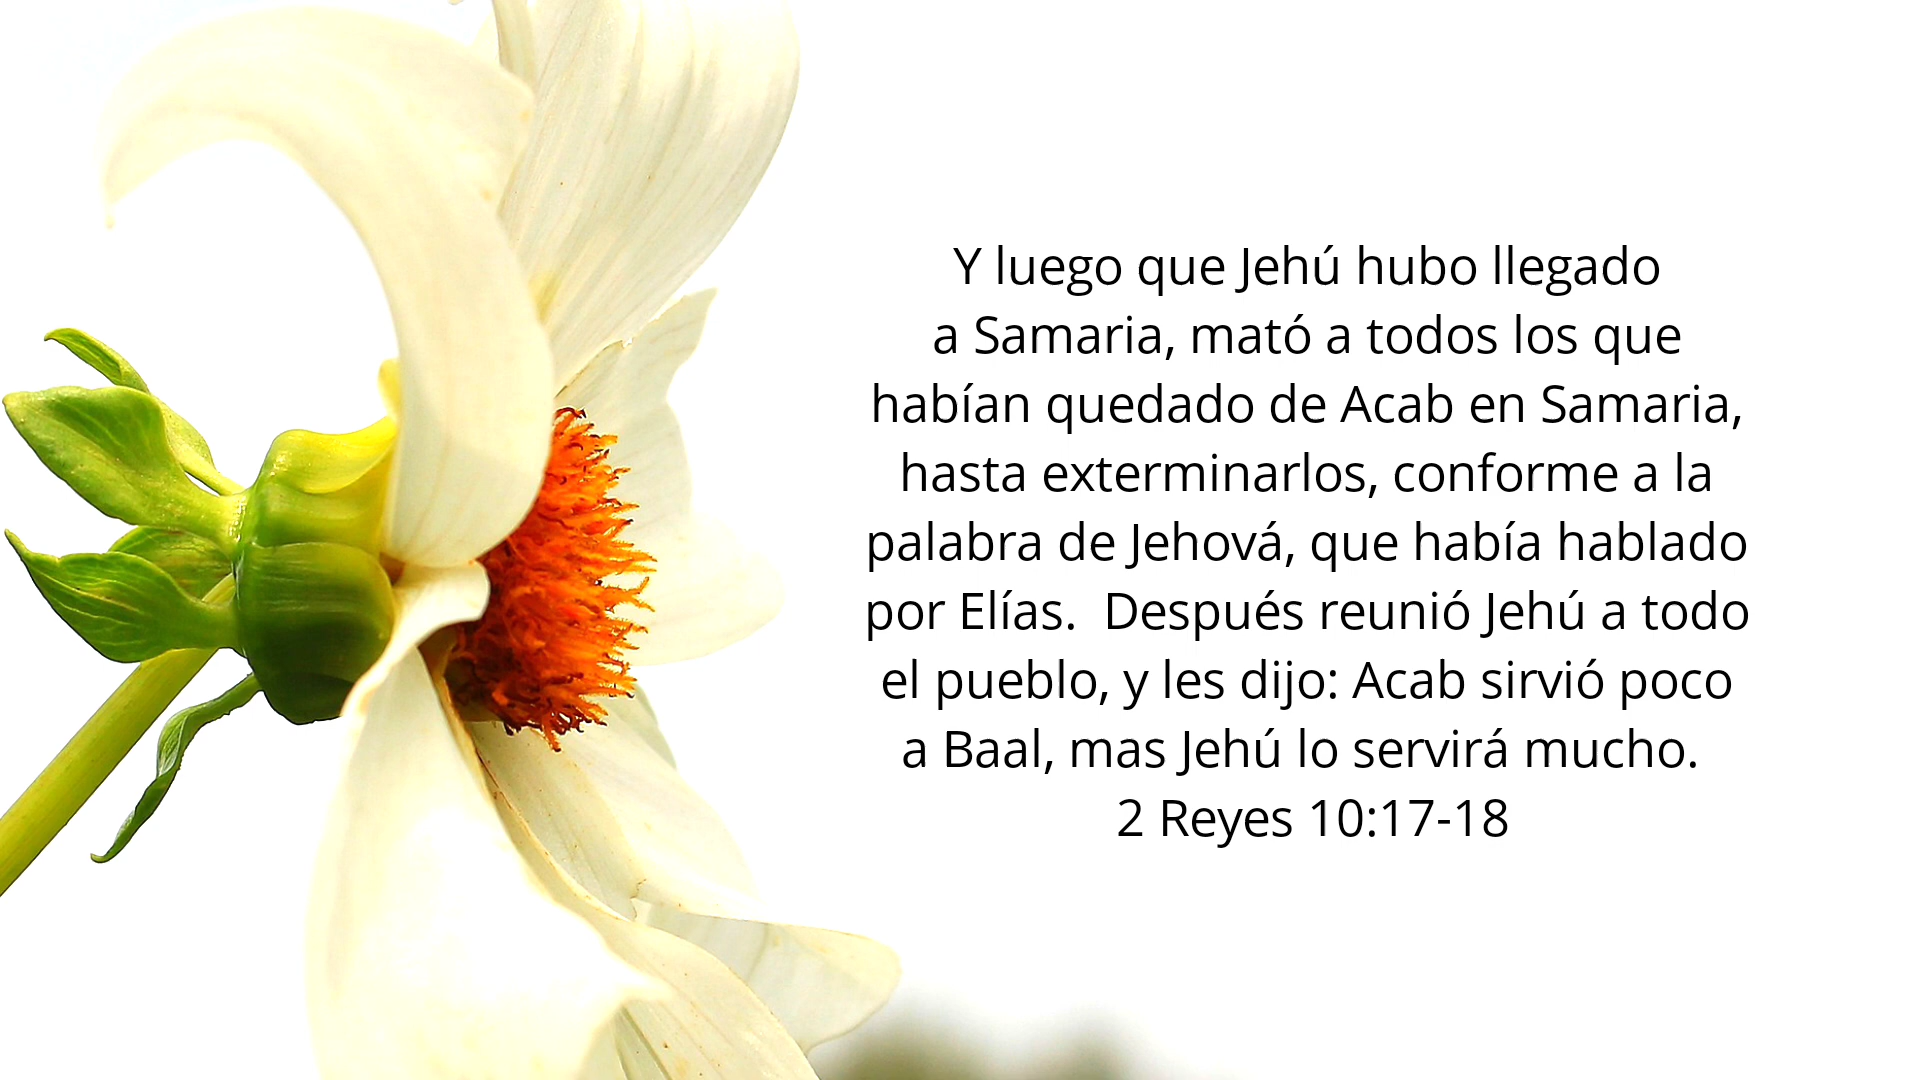 Y luego que Jehú hubo llegado
a Samaria, mató a todos los que
habían quedado de Acab en Samaria,
hasta exterminarlos, conforme a la
palabra de Jehová, que había hablado
por Elías.  Después reunió Jehú a todo
el pueblo, y les dijo: Acab sirvió poco
a Baal, mas Jehú lo servirá mucho.
2 Reyes 10:17-18